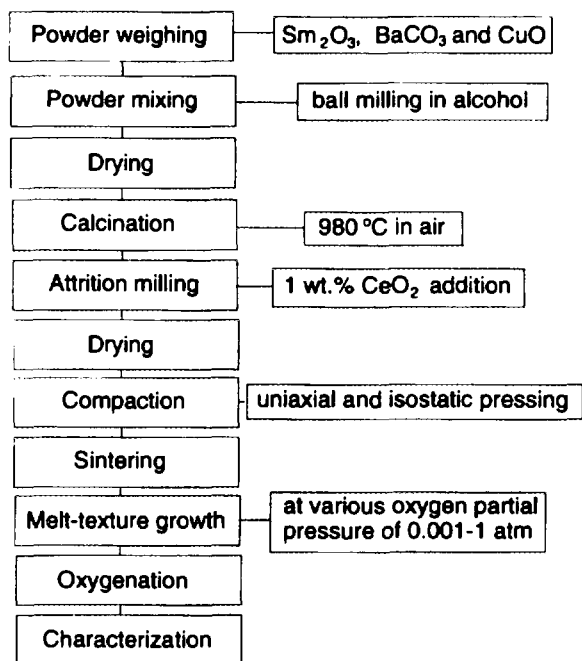 Powder weighing
Sm2O3, BaCO3 and CuO
Powder mixing
ball milling in alcohol
Drying
Calcination
980 °C in air
Attrition milling
1 wt.% CeO2 addition
Drying
Compaction
uniaxial and isostatic pressing
Sintering
Melt-texture growth
at various oxygen partial
pressure of 0.001-1 atm
Oxygenation
Characterization